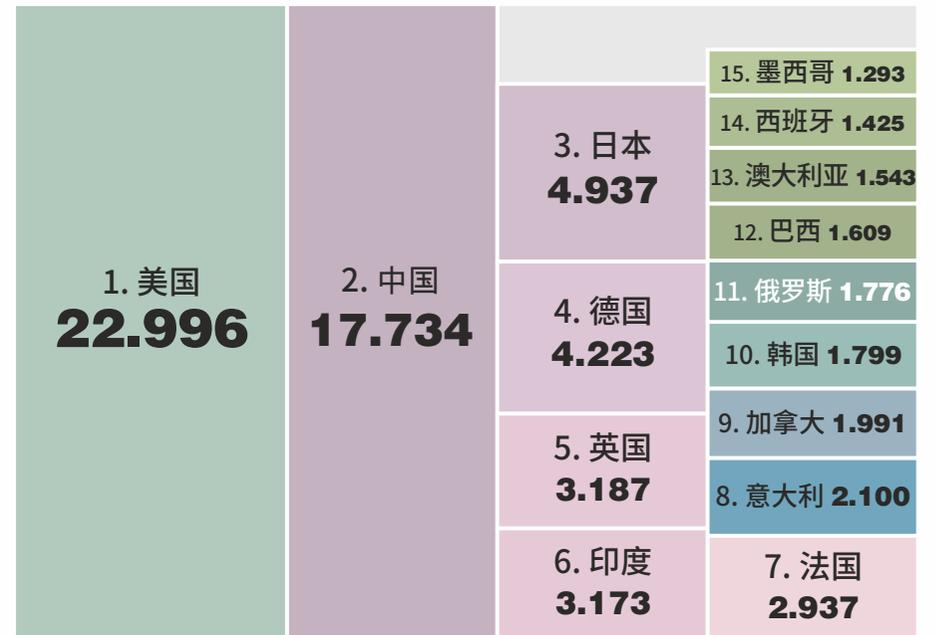 1. 美国
22.996
2. 中国
17.734
3. 日本
4.937
4. 德国
4.223
5. 英国
3.187
6. 印度
3.173
15. 墨西哥 1.293
14. 西班牙 1.425
13. 澳大利亚 1.543
12. 巴西 1.609
11. 俄罗斯 1.776
10. 韩国 1.799
9. 加拿大 1.991
8. 意大利 2.100
7. 法国
2.937